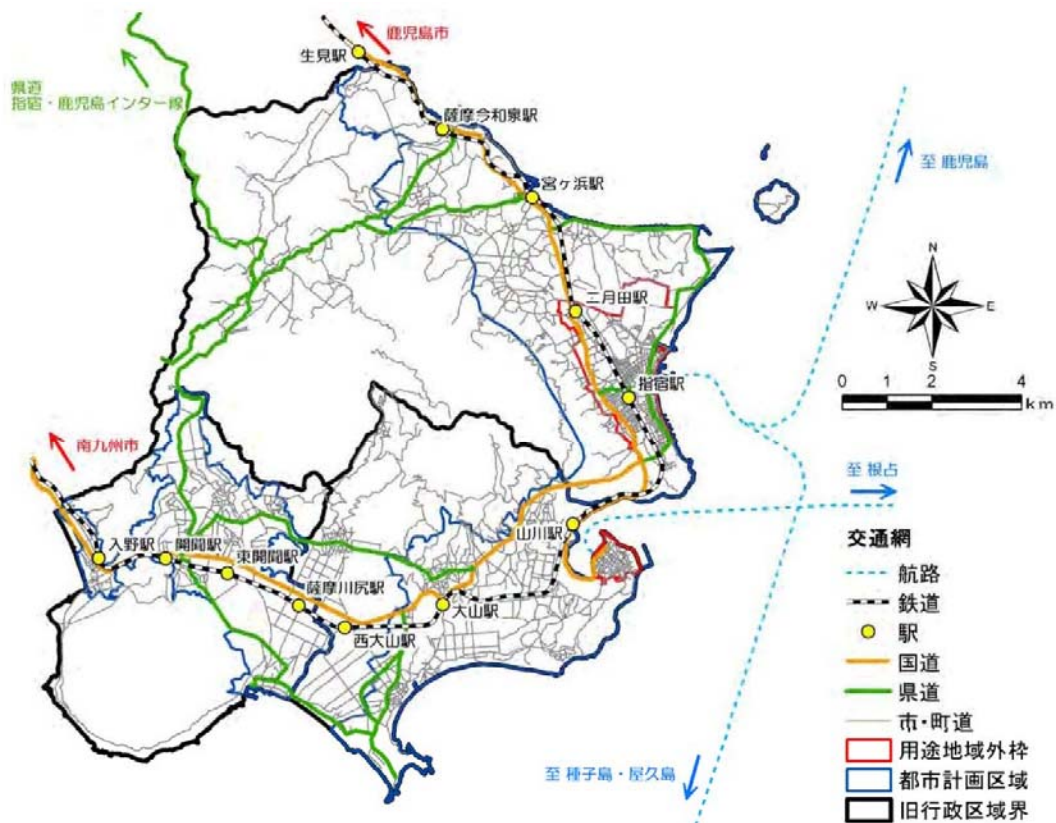 鹿児島市
生見駅
県道
指宿・鹿児島インター線
薩摩今和泉駅
宮ヶ浜駅
至 鹿児島
二月田駅
N
W
E
S
指宿駅
0 1 2 4
km
南九州市
至 根占
山川駅
入野駅
開聞駅
東開聞駅
薩摩川尻駅
大山駅
西大山駅
至 種子島・屋久島
交通網
航路
鉄道
駅
国道
県道
市・町道
用途地域外枠
都市計画区域
旧行政区域界